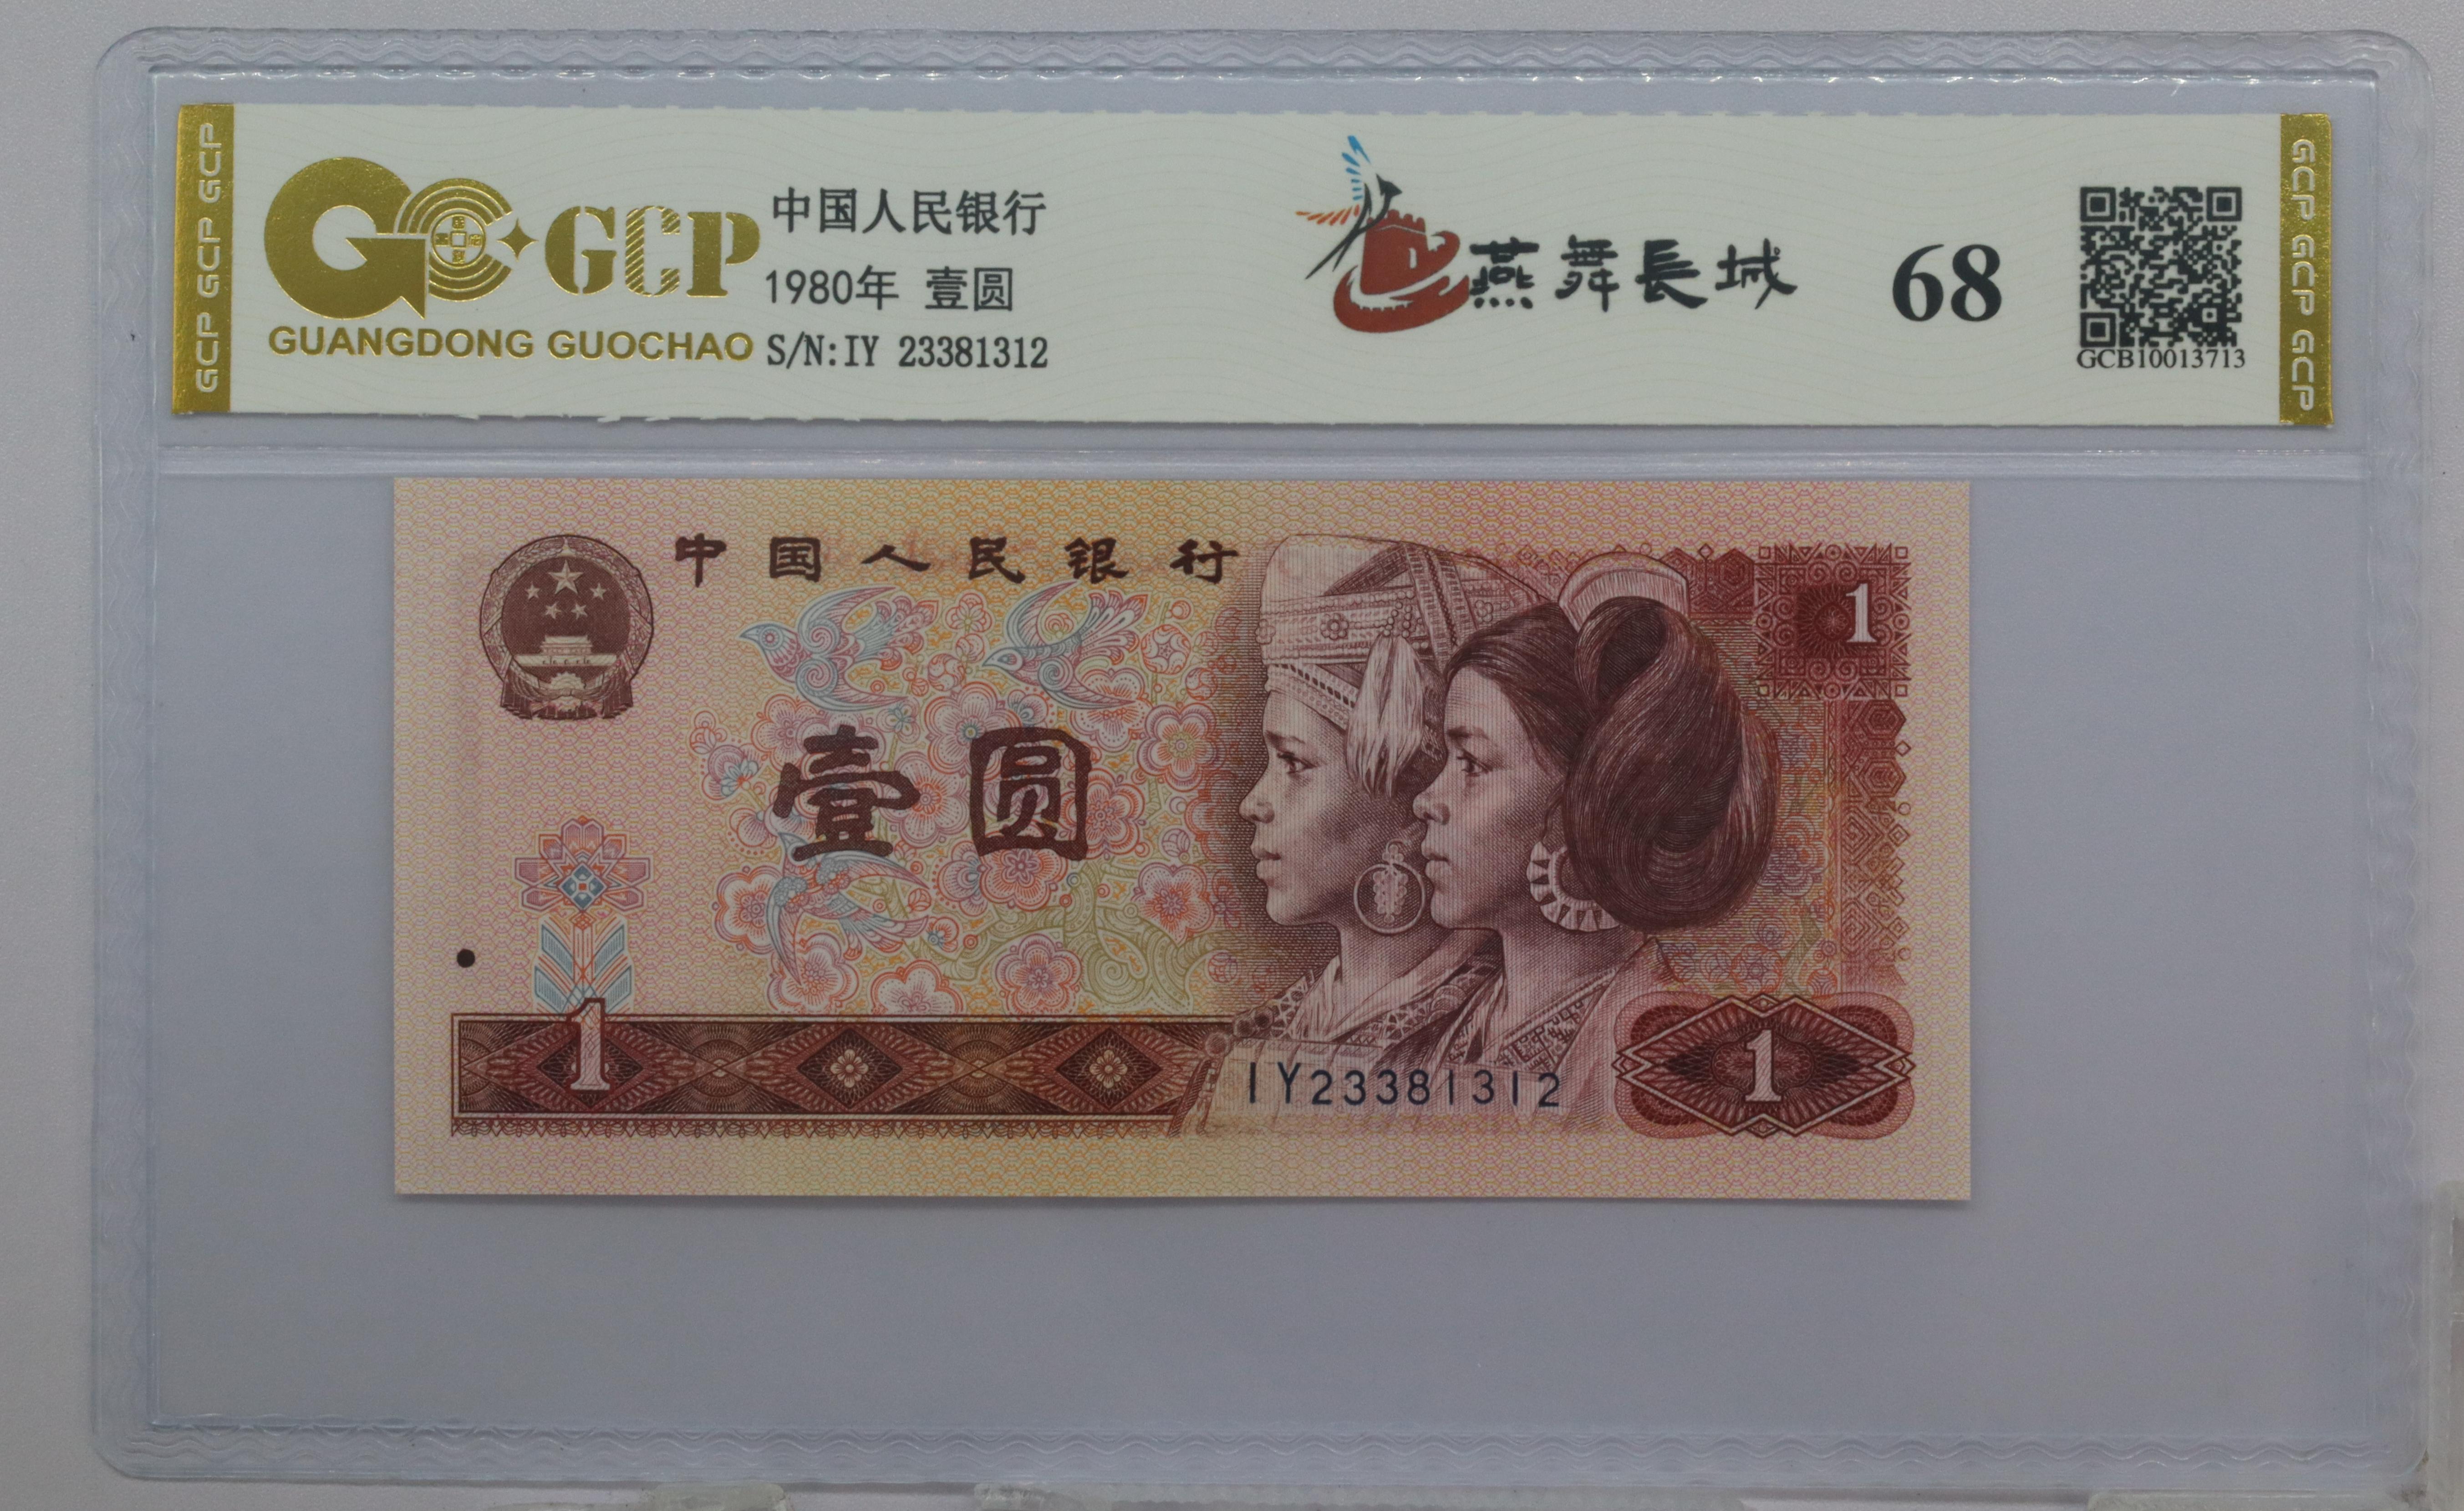 GCP GCP GCP
GCP
GUANGDONG GUOCHAO
中国人民银行
1980年 壹圆
S/N:IY 23381312
燕舞長城
68
GCB10013713
GCP GCP GCP
中国人民银行
1
壹圆
1
IY23381312
1